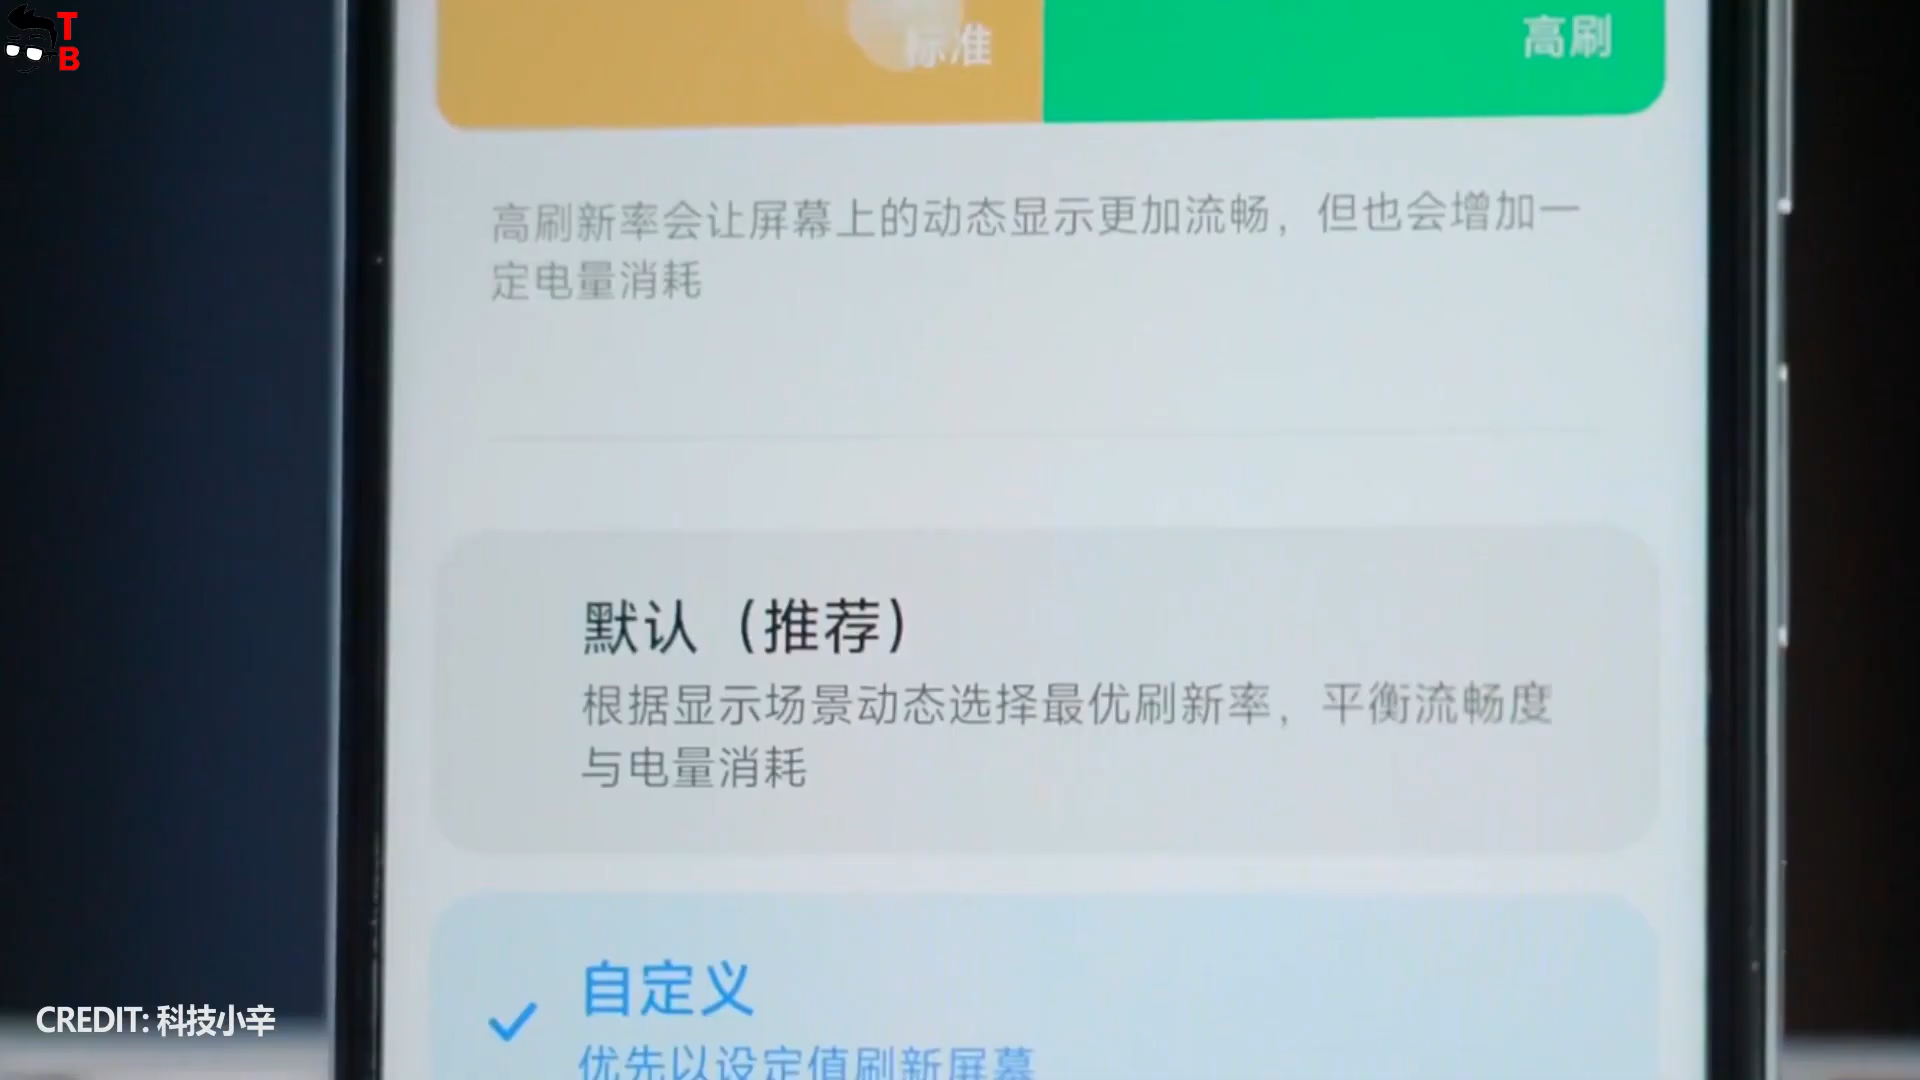 TB
标准
高刷
高刷新率会让屏幕上的动态显示更加流畅，但也会增加一
定电量消耗
默认（推荐）
根据显示场景动态选择最优刷新率，平衡流畅度
与电量消耗
自定义
优先以设定值刷新屏幕
CREDIT: 科技小辛